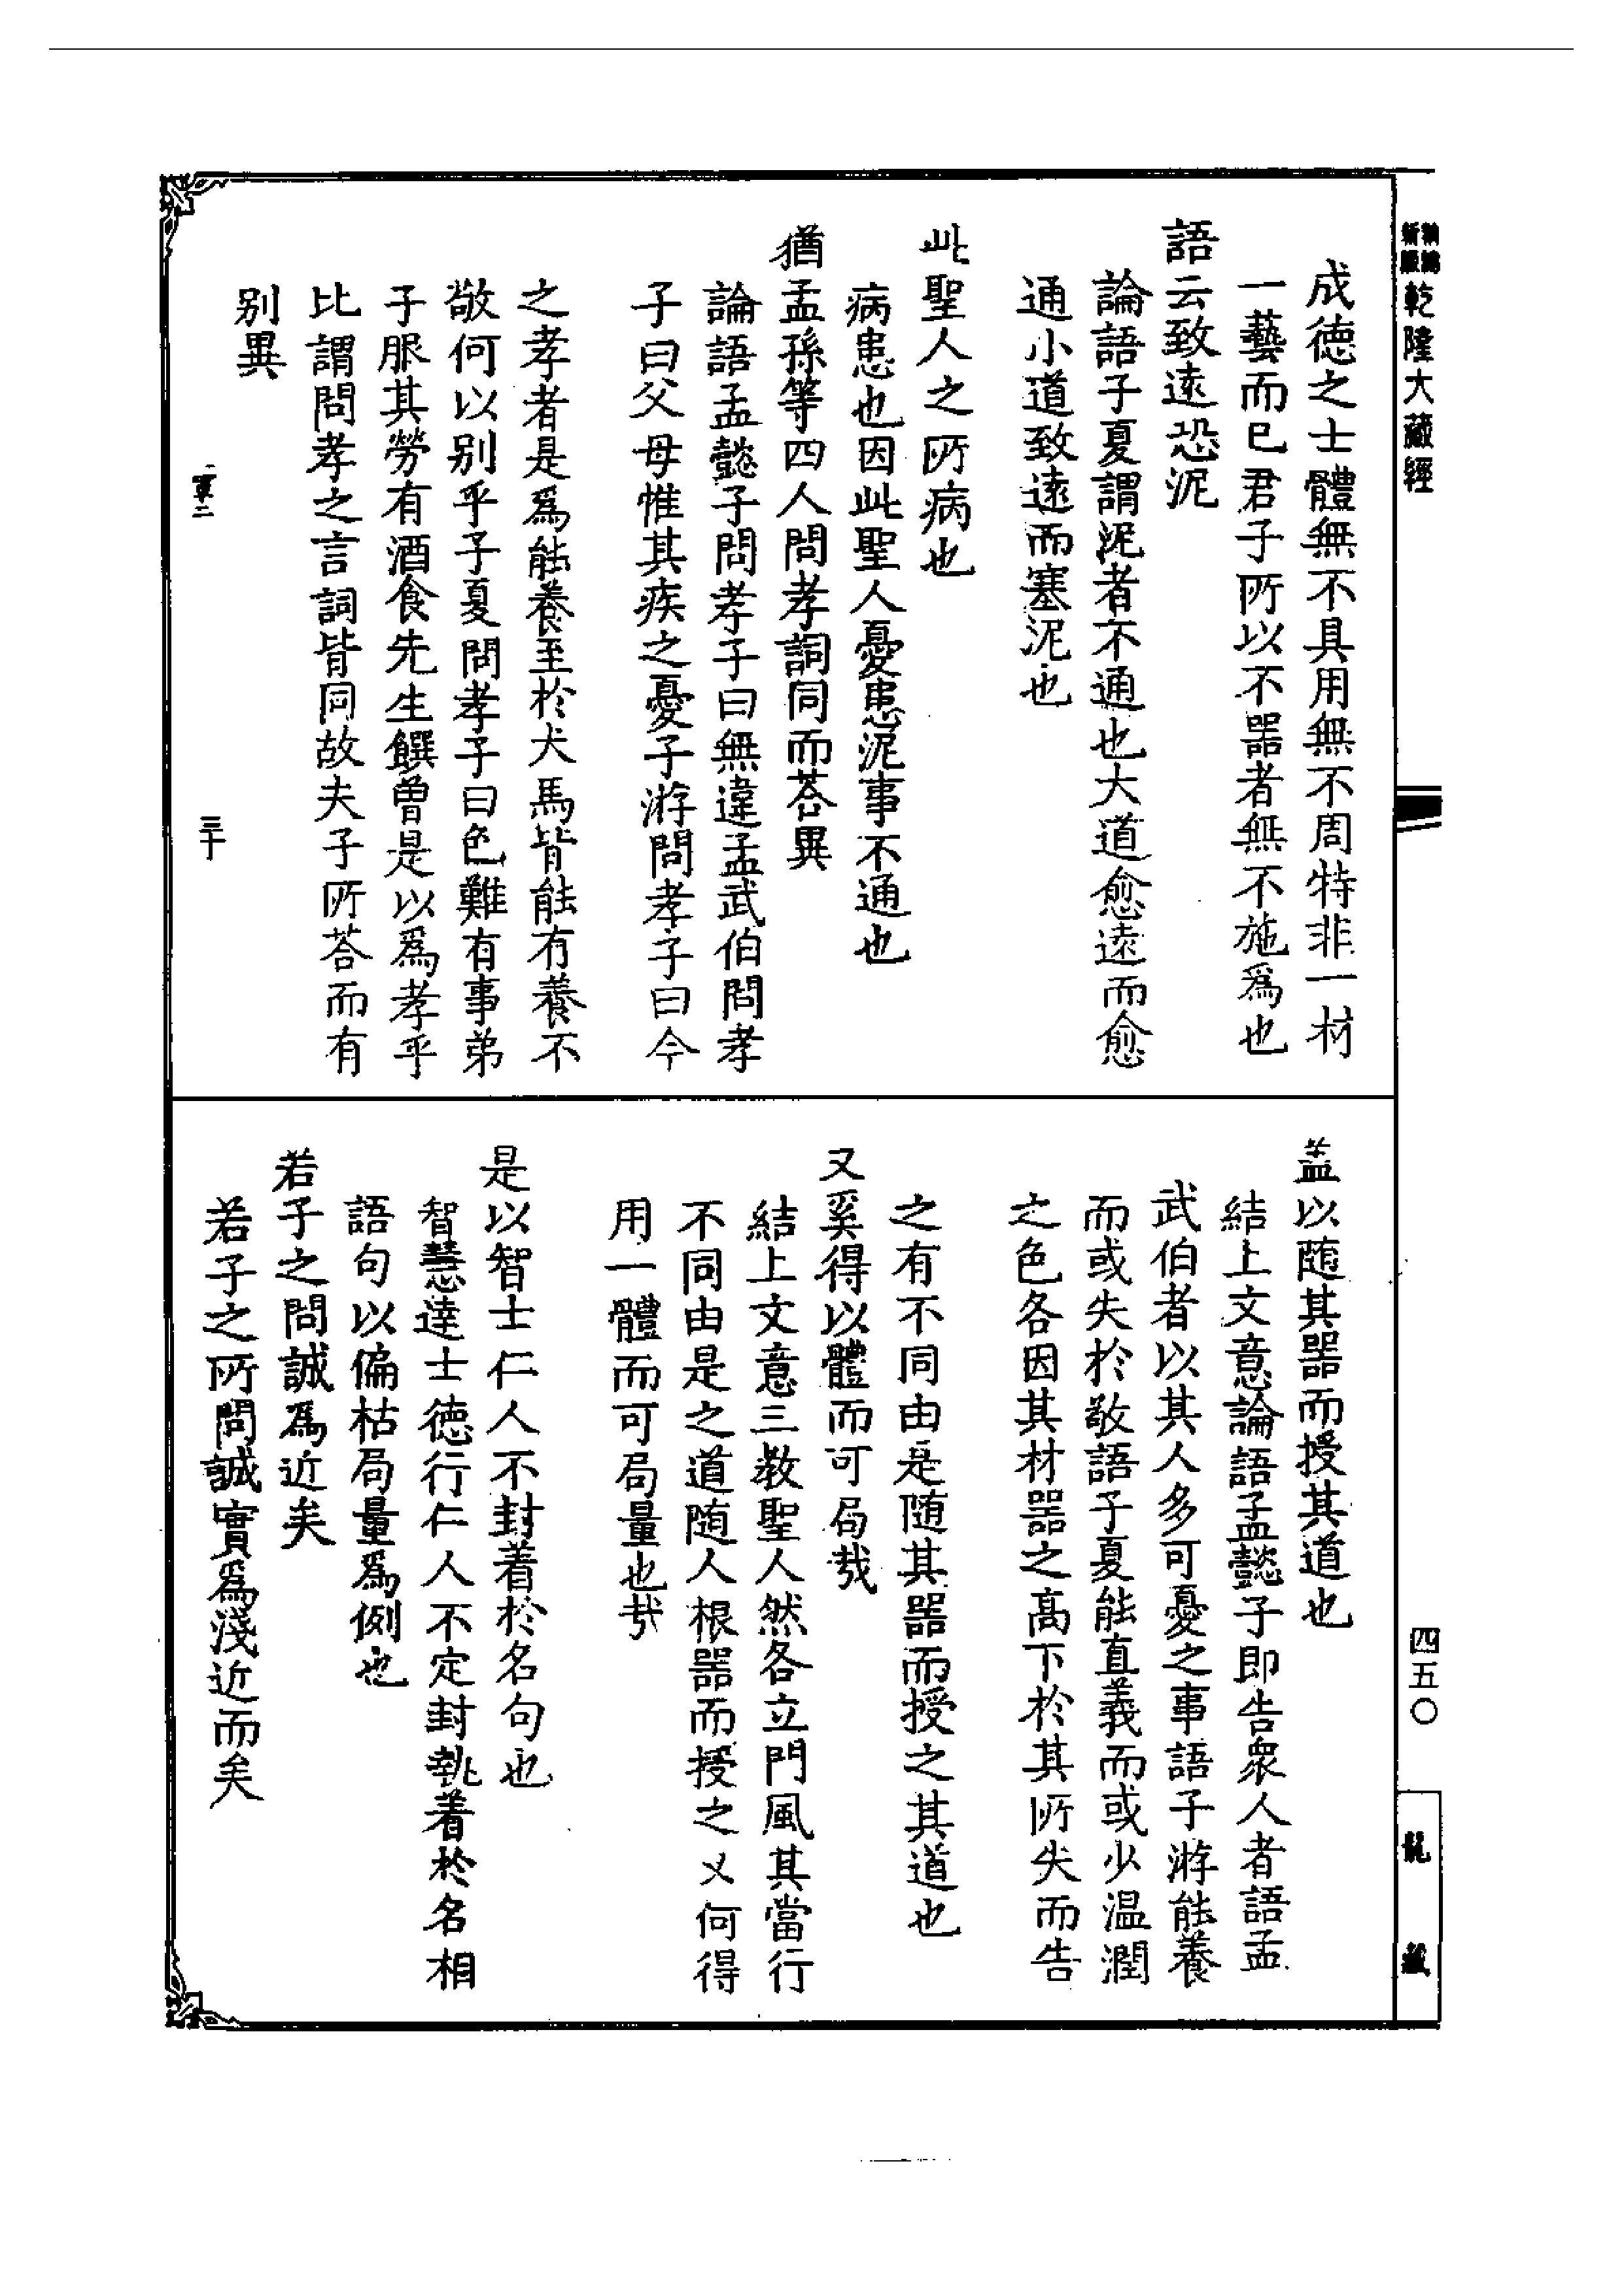 新編
縮版
乾隆大藏經
成德之士體無不具用無不周特非一材
一藝而已君子所以不器者無不施爲也
語云致遠恐泥
論語子夏謂泥者不通也大道愈遠而愈
通小道致遠而塞泥也
此聖人之所病也
病患也因此聖人憂患泥事不通也
猶孟孫等四人問孝詞同而荅異
論語孟懿子問孝子曰無違孟武伯問孝
子曰父母惟其疾之憂子游問孝子曰今
之孝者是爲能養至於犬馬皆能有養不
敬何以别乎子夏問孝子曰色難有事弟
子服其勞有酒食先生饌曾是以爲孝乎
比謂問孝之言詞皆同故夫子所荅而有
别異
三十
盖以随其器而授其道也
結上文意論語孟懿子即告衆人者語孟
武伯者以其人多可憂之事語子游能養
而或失於敬語子夏能直義而或少温潤
之色各因其材器之高下於其所失而告
之有不同由是随其器而授之其道也
又奚得以體而可局哉
結上文意三教聖人然各立門風其當行
不同由是之道随人根器而授之又何得
用一體而可局量也哉
是以智士仁人不封着於名句也
智慧達士德行仁人不定封執着於名相
語句以偏枯局量爲例也
若子之問誠爲近矣
若子之所問誠實爲淺近而矣
四五〇
龍藏